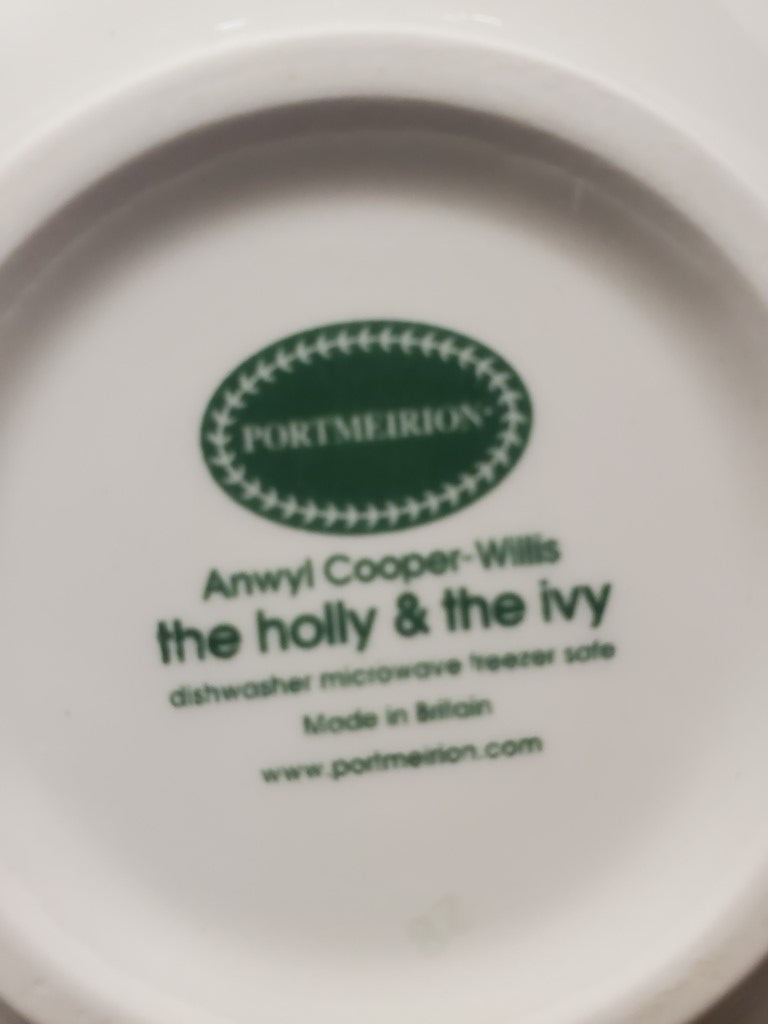 PORTMEIRION®
Anwyl Cooper-Willis
the holly & the ivy
dishwasher microwave freezer safe
Made in Britain
www.portmeirion.com